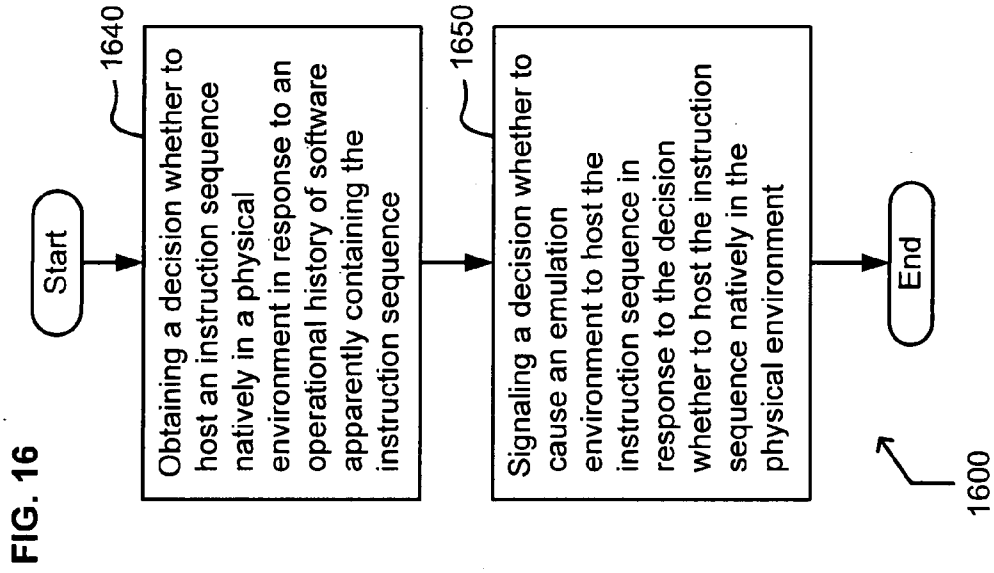 FIG. 16
Start
1640
Obtaining a decision whether to
host an instruction sequence
natively in a physical
environment in response to an
operational history of software
apparently containing the
instruction sequence
1650
Signaling a decision whether to
cause an emulation
environment to host the
instruction sequence in
response to the decision
whether to host the instruction
sequence natively in the
physical environment
End
1600